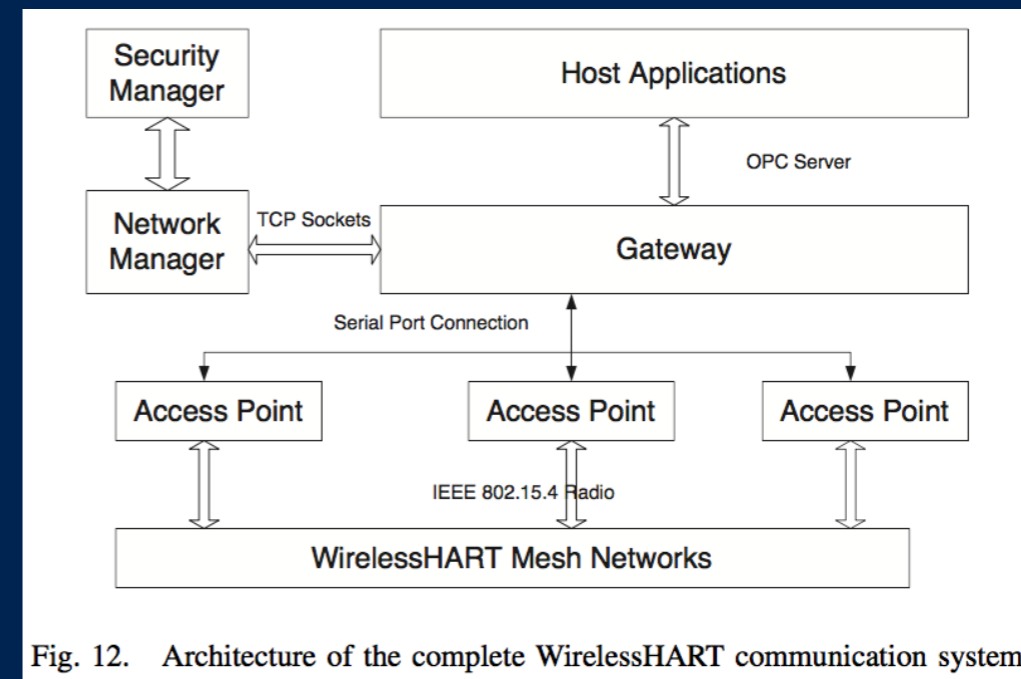 Security
Manager
Host Applications
OPC Server
Network
Manager
TCP Sockets
Gateway
Serial Port Connection
Access Point
Access Point
Access Point
IEEE 802.15.4 Radio
WirelessHART Mesh Networks
Fig. 12. Architecture of the complete WirelessHART communication system